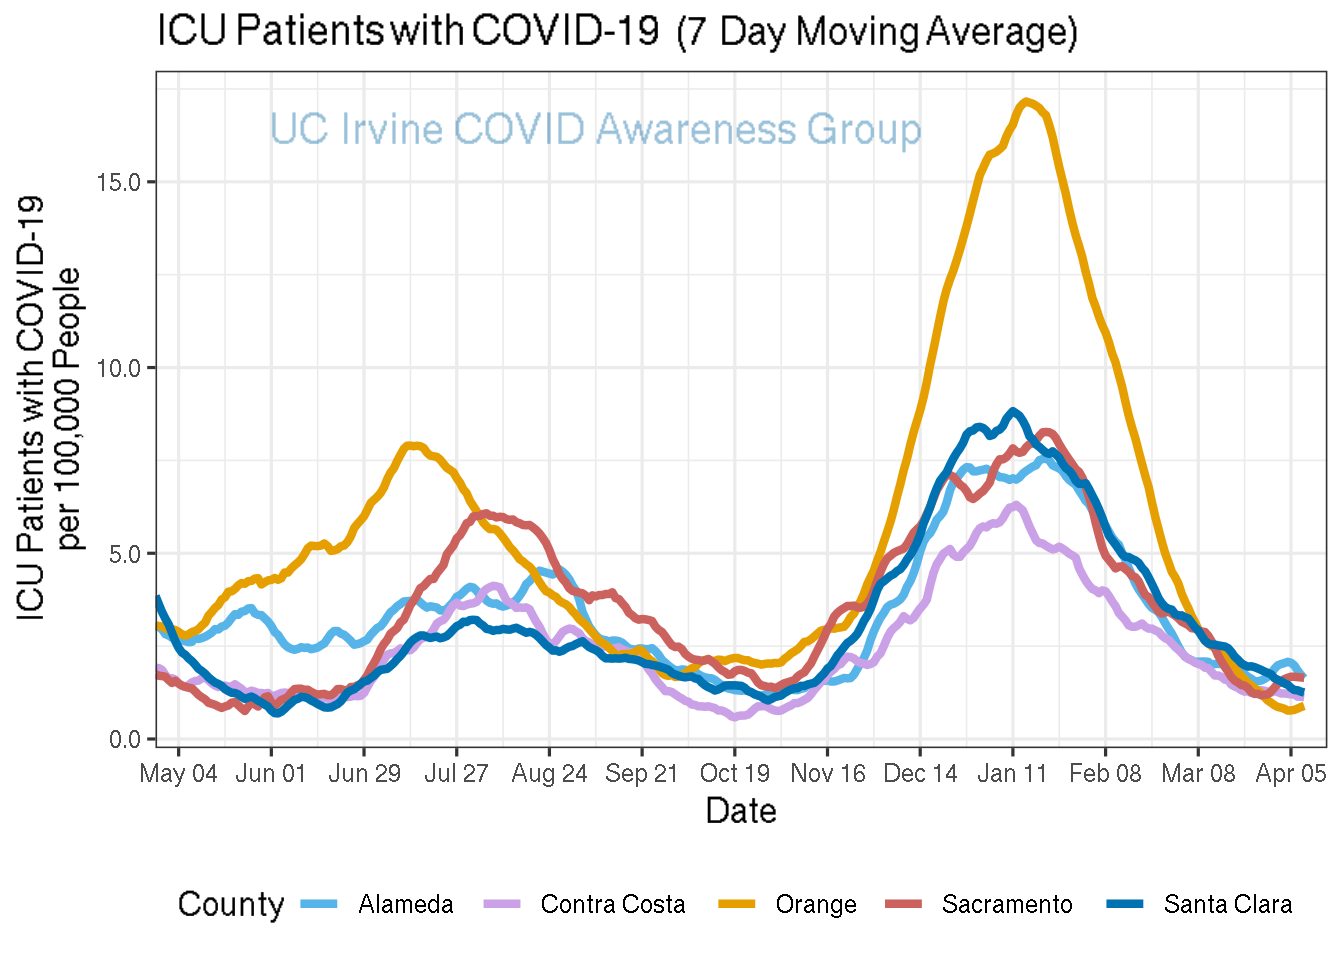 ICU Patients with COVID-19 (7 Day Moving Average)
UC Irvine COVID Awareness Group
ICU Patients with COVID-19
per 100,000 People
15.0
10.0
5.0
0.0
May 04 Jun 01 Jun 29 Jul 27 Aug 24 Sep 21 Oct 19 Nov 16 Dec 14 Jan 11 Feb 08 Mar 08 Apr 05
Date
County Alameda Contra Costa Orange Sacramento Santa Clara